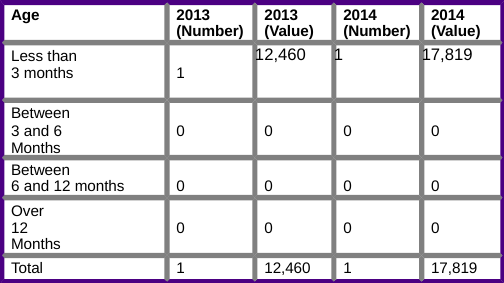 Age 2013 2013 2014 2014
(Number) (Value) (Number) (Value)
Less than 12,460 1 17,819
3 months 1
Between
3 and 6 0 0 0 0
Months
Between
6 and 12 months 0 0 0 0
Over
12 0 0 0 0
Months
Total 1 12,460 1 17,819